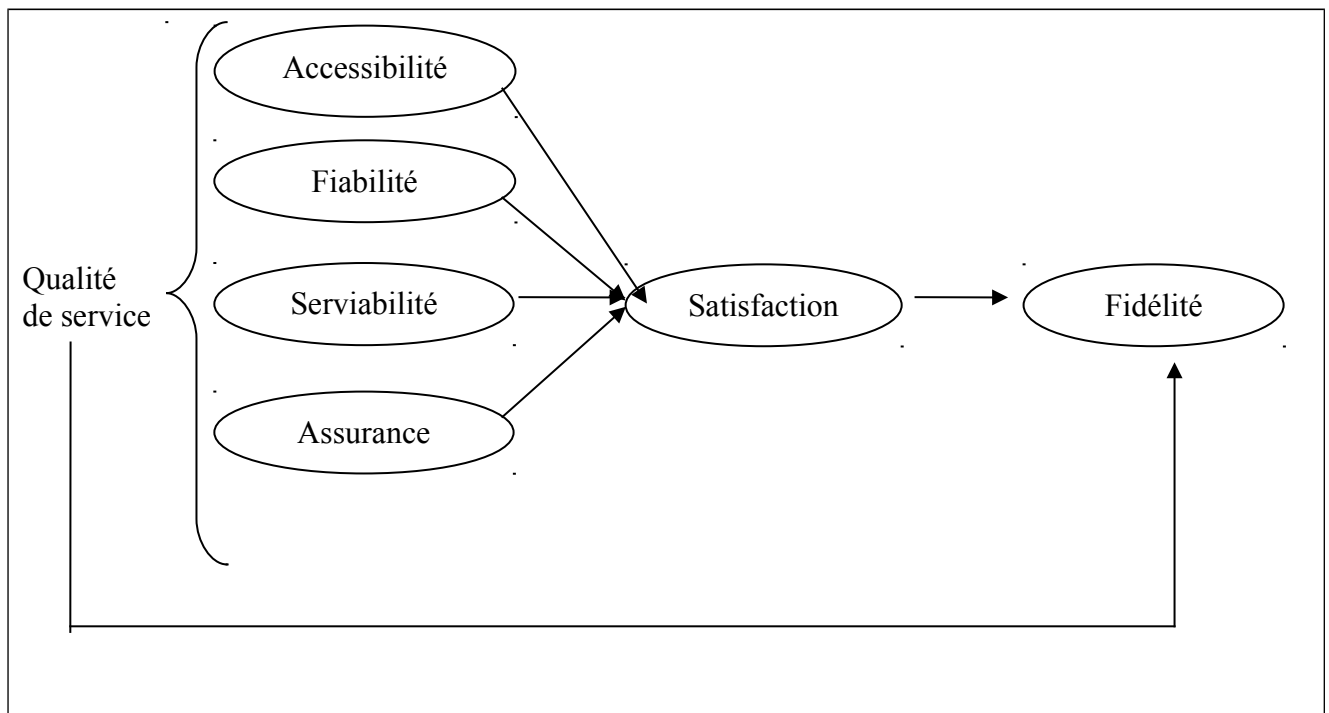 Accessibilité
Fiabilité
Qualité
de service
Serviabilité
Satisfaction
Fidélité
Assurance